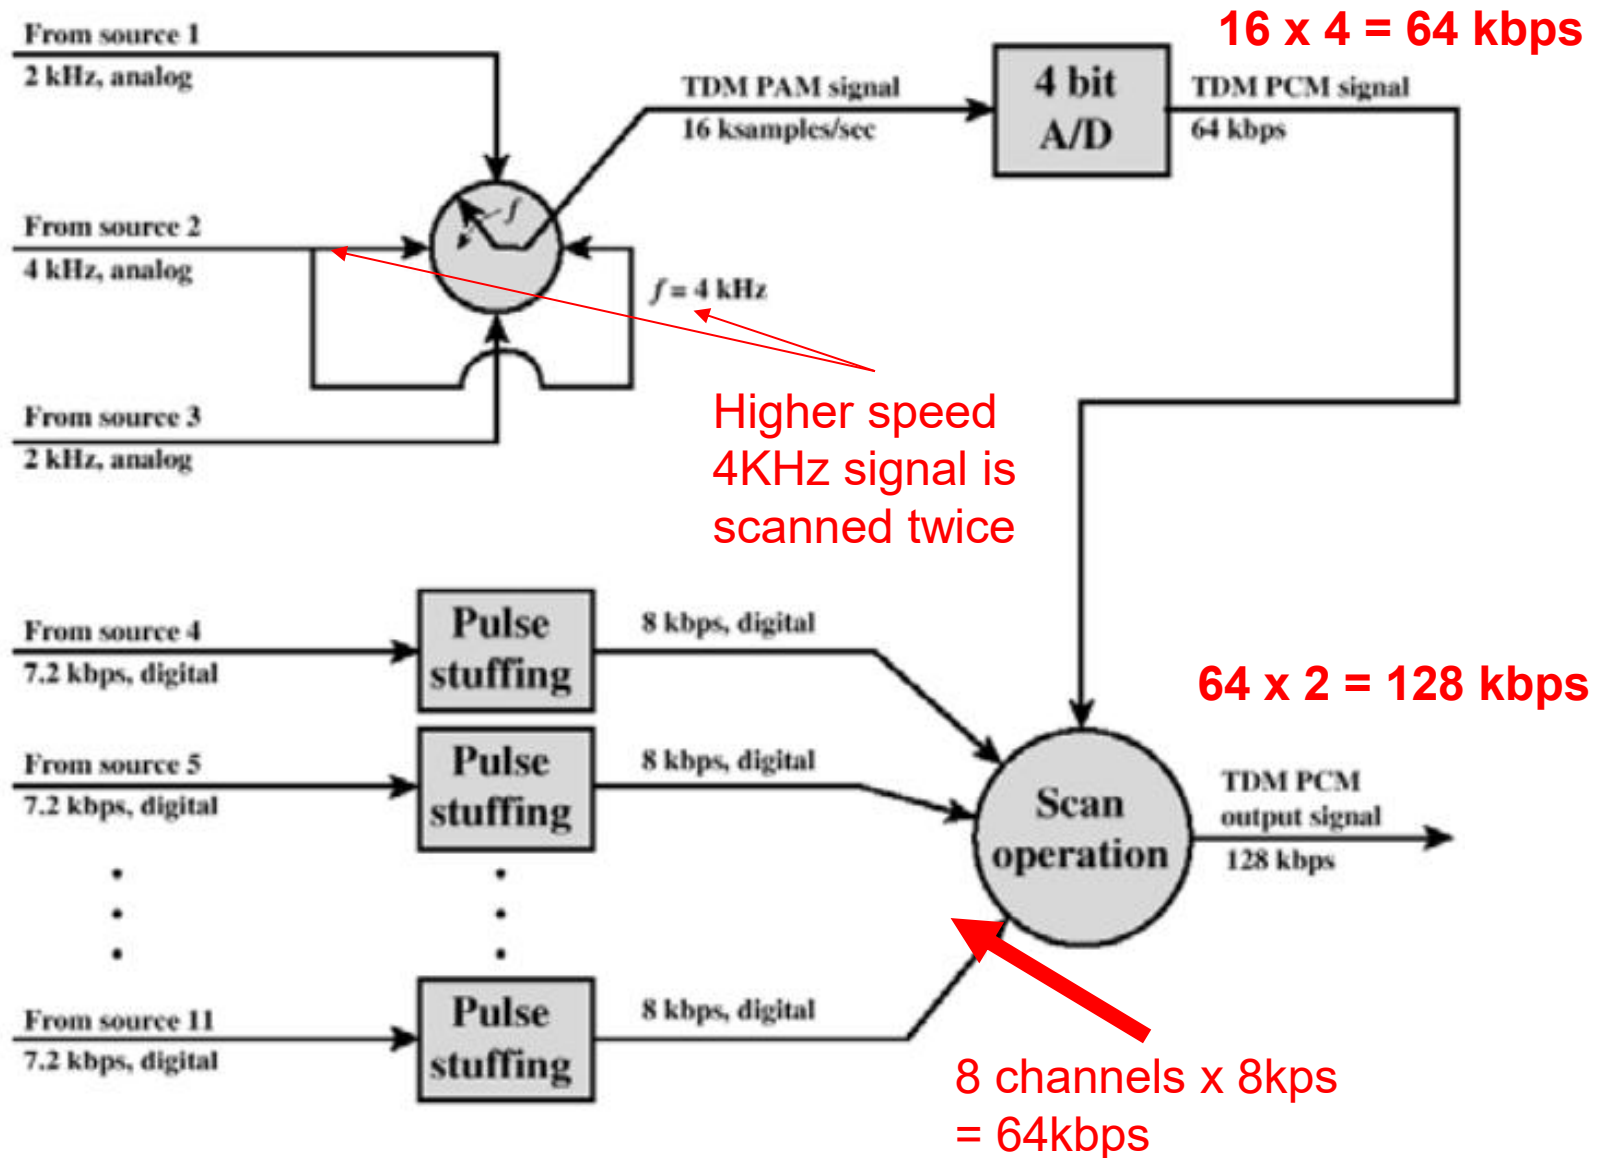 16 x 4 = 64 kbps
From source 1
2 kHz, analog
TDM PAM signal
16 ksamples/sec
4 bit
A/D
TDM PCM signal
64 kbps
f
From source 2
4 kHz, analog
f = 4 kHz
From source 3
2 kHz, analog
Higher speed
4KHz signal is
scanned twice
From source 4
7.2 kbps, digital
Pulse
stuffing
8 kbps, digital
64 x 2 = 128 kbps
From source 5
7.2 kbps, digital
Pulse
stuffing
8 kbps, digital
Scan
operation
TDM PCM
output signal
128 kbps
From source 11
7.2 kbps, digital
Pulse
stuffing
8 kbps, digital
8 channels x 8kps
= 64kbps